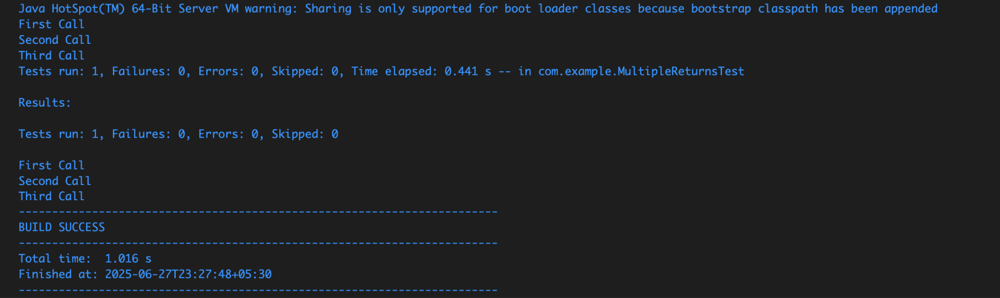 Java HotSpot(TM) 64-Bit Server VM warning: Sharing is only supported for boot loader classes because bootstrap classpath has been appended
First Call
Second Call
Third Call
Tests run: 1, Failures: 0, Errors: 0, Skipped: 0, Time elapsed: 0.441 s -- in com.example.MultipleReturnsTest
Results:
Tests run: 1, Failures: 0, Errors: 0, Skipped: 0
First Call
Second Call
Third Call
------------------------------------------------------------------------
BUILD SUCCESS
------------------------------------------------------------------------
Total time:  1.016 s
Finished at: 2025-06-27T23:27:48+05:30
------------------------------------------------------------------------